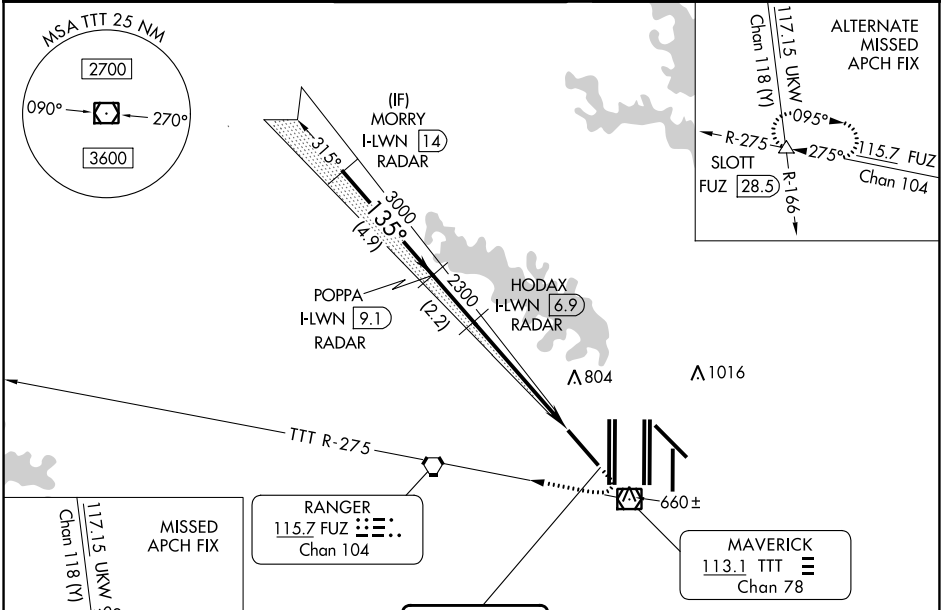 MSA TTT 25 NM
2700
090°
270°
3600
(IF)
MORRY
I-LWN 14
RADAR
315°
3000
135°
(4.9)
POPPA
I-LWN 9.1
RADAR
2300
(2.2)
HODAX
I-LWN 6.9
RADAR
804
1016
ALTERNATE
MISSED
APCH FIX
117.15 UKW
Chan 118 (Y)
095°
R-275
275°
115.7 FUZ
Chan 104
SLOTT
FUZ 28.5
R-166
TTT R-275
660±
RANGER
115.7 FUZ
Chan 104
MAVERICK
113.1 TTT
Chan 78
MISSED
APCH FIX
117.15 UKW
Chan 118 (Y)